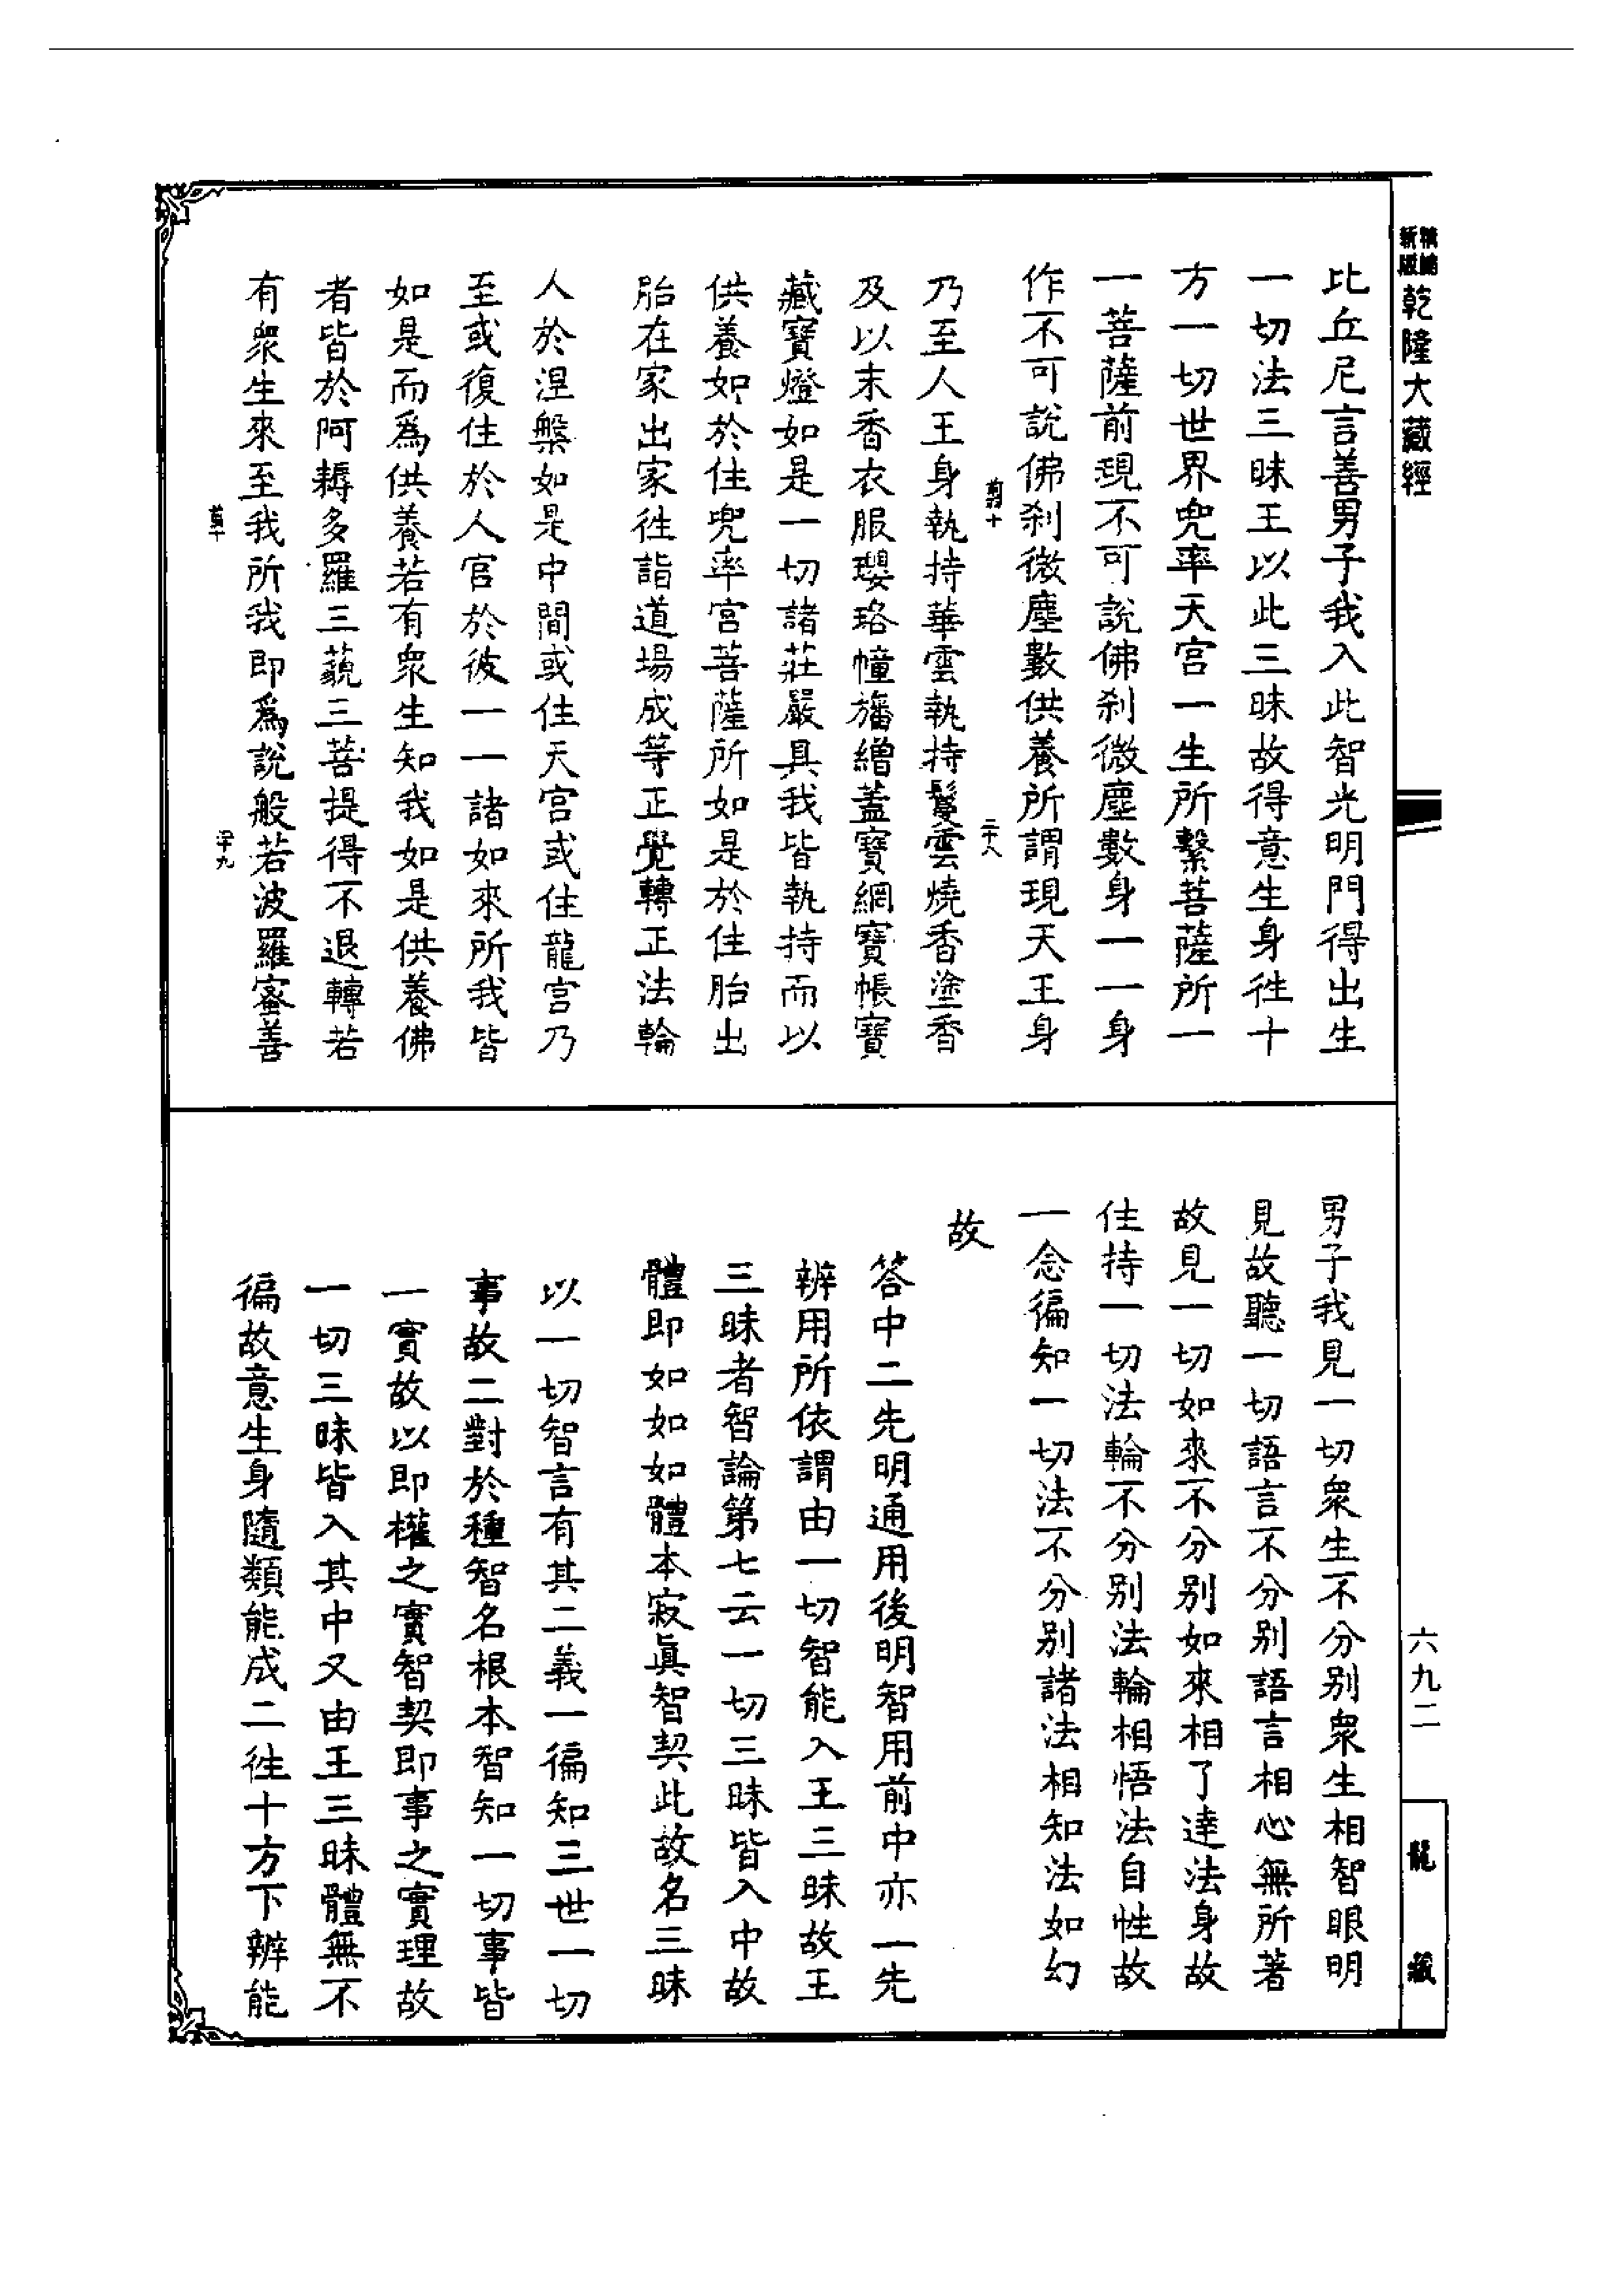 新版
精縮
乾隆大藏經
比丘尼言善男子我入此智光明門得出生
一切法三昧王以此三昧故得意生身徃十
方一切世界兜率天宫一生所繫菩薩所一
一菩薩前現不可說佛刹微塵數身一一身
作不可說佛刹微塵數供養所謂現天王身
二十八
乃至人王身執持華雲執持鬘雲燒香塗香
及以末香衣服瓔珞幢旛繒蓋寶網寶帳寶
藏寶燈如是一切諸莊嚴具我皆執持而以
供養如於住兜率宫菩薩所如是於住胎出
胎在家出家徃詣道場成等正覺轉正法輪
人於涅槃如是中間或住天宫或住龍宫乃
至或復住於人宫於彼一一諸如來所我皆
如是而爲供養若有衆生知我如是供養佛
者皆於阿耨多羅三藐三菩提得不退轉若
有衆生來至我所我即爲說般若波羅蜜善
男子我見一切衆生不分别衆生相智眼明
見故聽一切語言不分别語言相心無所著
故見一切如來不分别如來相了達法身故
住持一切法輪不分别法輪相悟法自性故
一念徧知一切法不分别諸法相知法如幻
故
答中二先明通用後明智用前中亦一先
辨用所依謂由一切智能入王三昧故王
三昧者智論第七云一切三昧皆入中故
體即如如如體本寂眞智契此故名三昧
以一切智言有其二義一徧知三世一切
事故二對於種智名根本智知一切事皆
一實故以即權之實智契即事之實理故
一切三昧皆入其中又由王三昧體無不
徧故意生身隨類能成二徃十方下辨能
六九二
龍藏